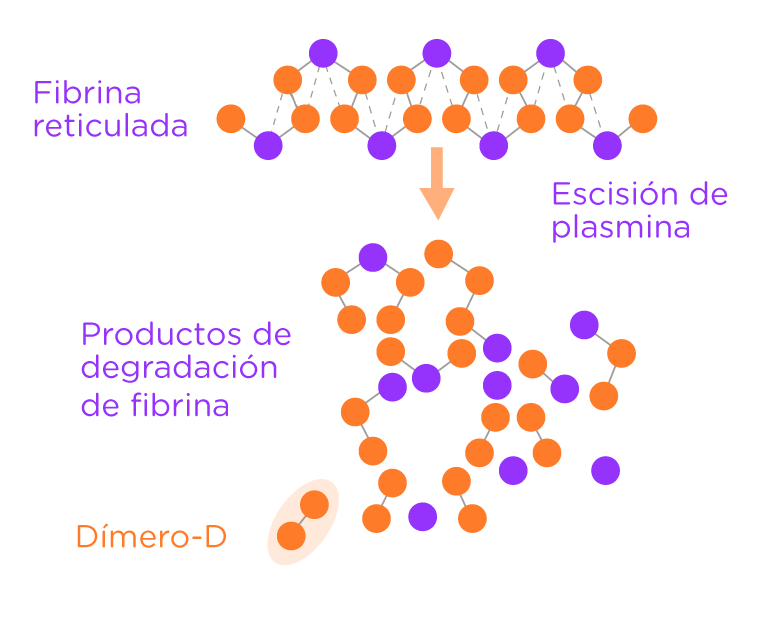 Fibrina
reticulada
Escisión de
plasmina
Productos de
degradación
de fibrina
Dímero-D